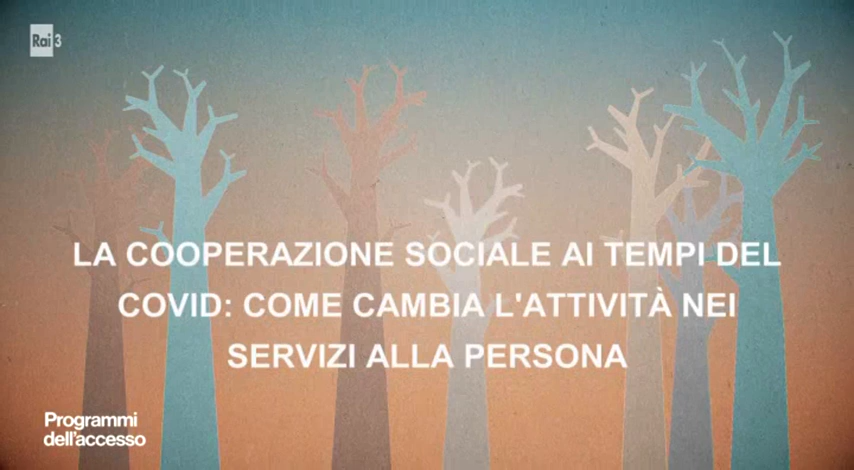 Rai 3
LA COOPERAZIONE SOCIALE AI TEMPI DEL
COVID: COME CAMBIA L'ATTIVITÀ NEI
SERVIZI ALLA PERSONA
Programmi
dell'accesso